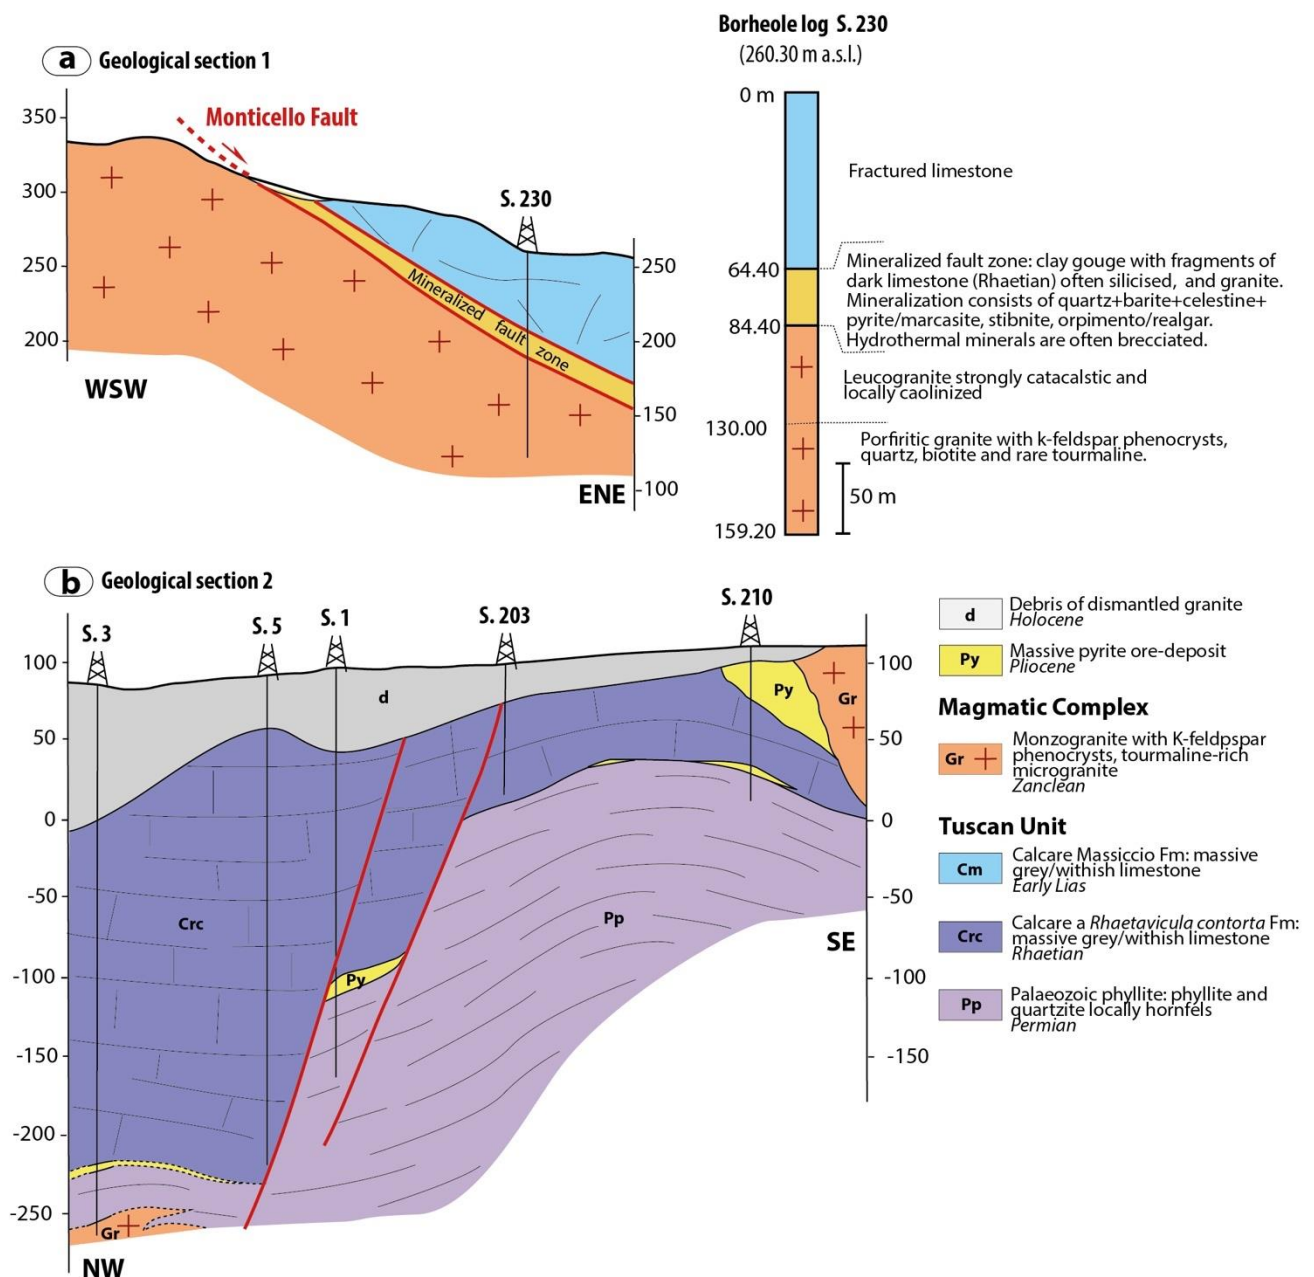 a Geological section 1
Monticello Fault
S. 230
350
300
250
200
250
200
150
100
Mineralized fault zone
WSW
ENE
Borheole log S. 230
(260.30 m a.s.l.)
0 m
Fractured limestone
64.40
Mineralized fault zone: clay gouge with fragments of
dark limestone (Rhaetian) often silicised, and granite.
Mineralization consists of quartz+barite+celestine+
pyrite/marcasite, stibnite, orpimento/realgar.
Hydrothermal minerals are often brecciated.
84.40
Leucogranite strongly catacalstic and
locally caolinized
130.00
Porfiritic granite with k-feldspar phenocrysts,
quartz, biotite and rare tourmaline.
50 m
159.20
b Geological section 2
S. 3
S. 5
S. 1
S. 203
S. 210
100
50
0
-50
-100
-150
-200
-250
100
50
0
-50
-100
-150
d
Py
Gr
Crc
Pp
Py
Gr
NW
SE
d
Debris of dismantled granite
Holocene
Py
Massive pyrite ore-deposit
Pliocene
Magmatic Complex
Gr
Monzogranite with K-feldpspar
phenocrysts, tourmaline-rich
microgranite
Zanclean
Tuscan Unit
Cm
Calcare Massiccio Fm: massive
grey/withish limestone
Early Lias
Crc
Calcare a Rhaetavicula contorta Fm:
massive grey/withish limestone
Rhaetian
Pp
Palaeozoic phyllite: phyllite and
quartzite locally hornfels
Permian